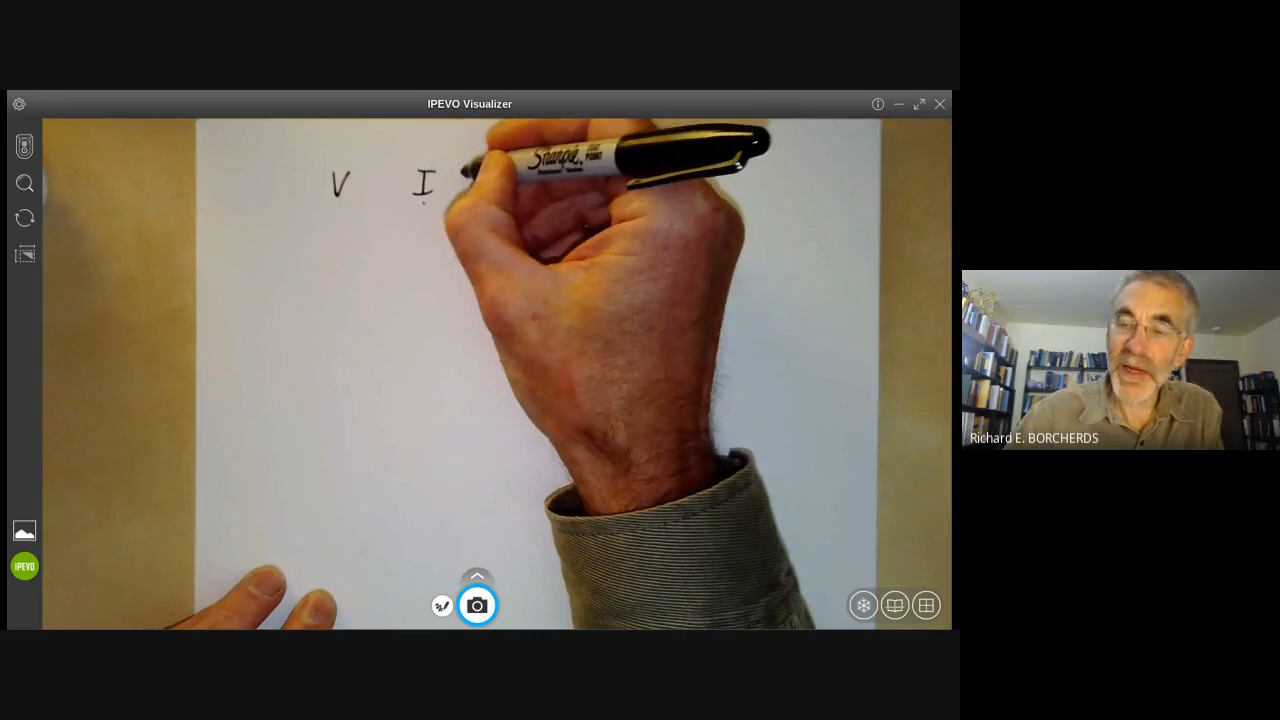 IPEVO Visualizer
V I
Sharpie
FINE POINT
IPEVO
Richard E. BORCHERDS